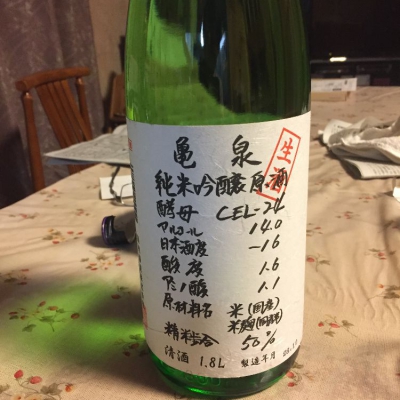 亀泉
生酒
純米吟醸原酒
酵母 CEL-24
アルコール 14.0
日本酒度 -16
酸度 1.6
アミノ酸 1.1
原材料名 米(国産)
米麹(国産米)
精米歩合 50%
清酒 1.8L 製造年月